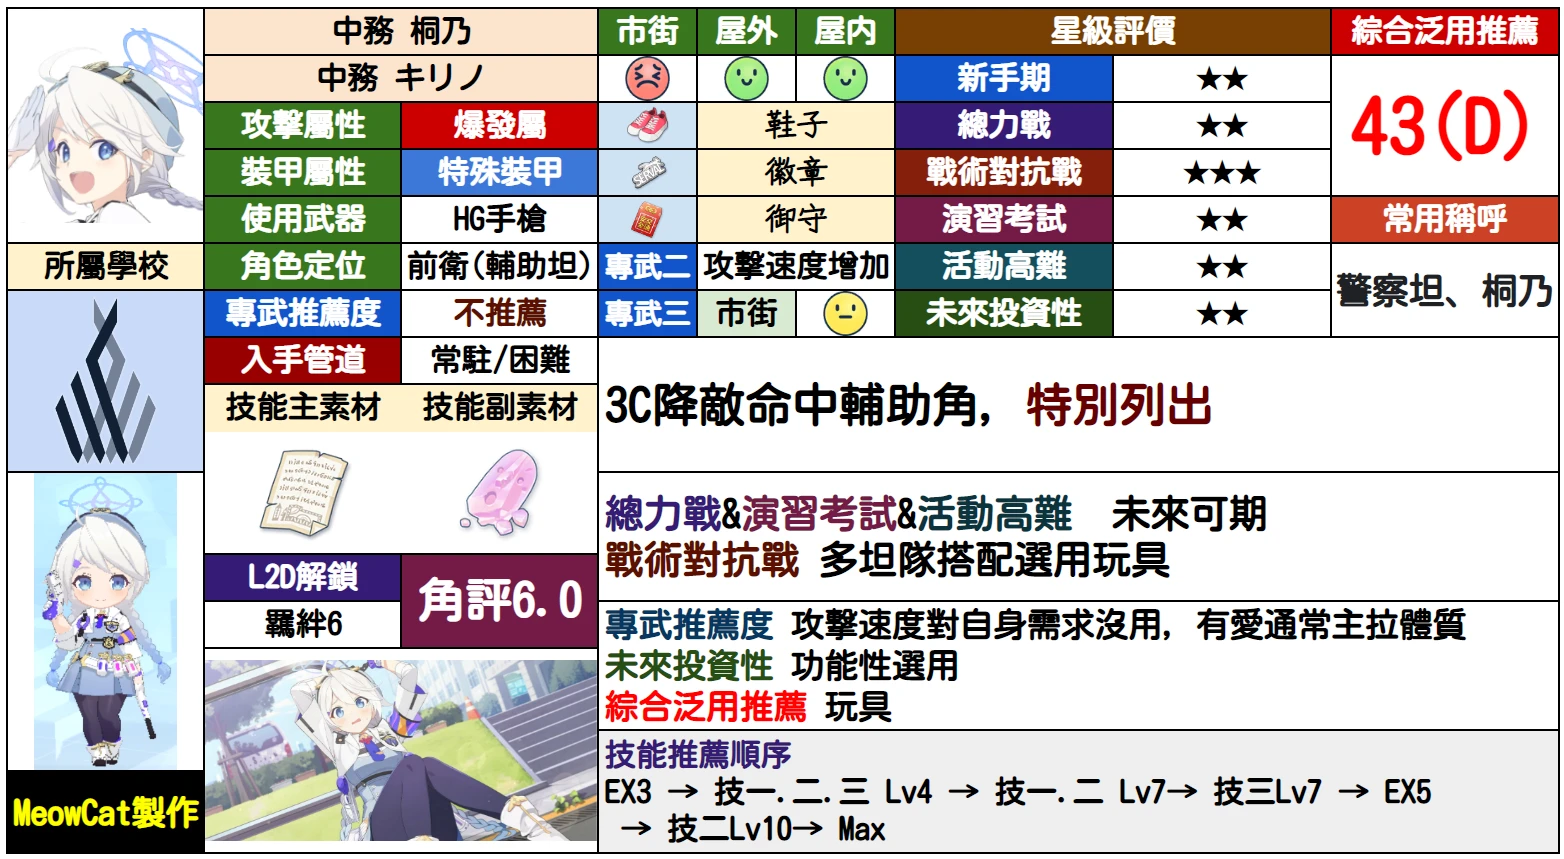 中務 桐乃
中務 キリノ
攻擊屬性 爆發屬
裝甲屬性 特殊裝甲
使用武器 HG手槍
所屬學校
角色定位 前衛(輔助坦)
專武推薦度 不推薦
入手管道 常駐/困難
技能主素材 技能副素材
L2D解鎖
羈絆6
角評6.0
MeowCat製作
市街 屋外 屋內
鞋子
SERVAL
徽章
御守
專武二 攻擊速度增加
專武三 市街
星級評價
新手期 ★★
總力戰 ★★
戰術對抗戰 ★★★
演習考試 ★★
活動高難 ★★
未來投資性 ★★
綜合泛用推薦
43(D)
常用稱呼
警察坦、桐乃
3C降敵命中輔助角, 特別列出
總力戰&演習考試&活動高難 未來可期
戰術對抗戰 多坦隊搭配選用玩具
專武推薦度 攻擊速度對自身需求沒用, 有愛通常主拉體質
未來投資性 功能性選用
綜合泛用推薦 玩具
技能推薦順序
EX3 → 技一.二.三 Lv4 → 技一.二 Lv7→ 技三Lv7 → EX5
→ 技二Lv10→ Max